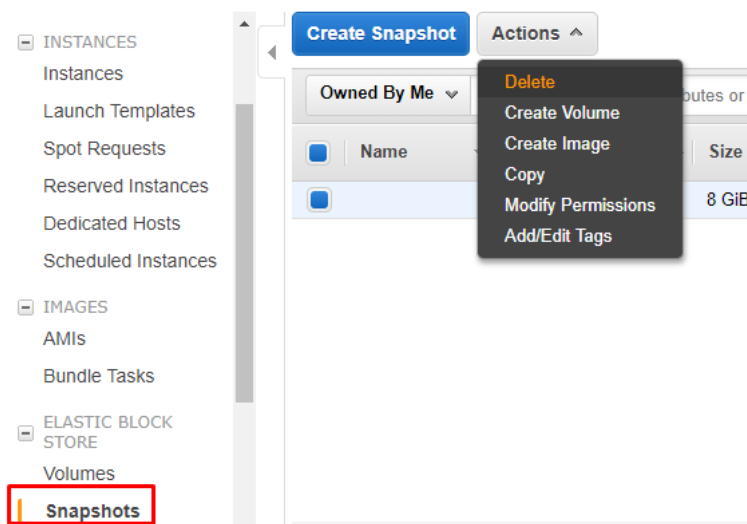 INSTANCES
Instances
Launch Templates
Spot Requests
Reserved Instances
Dedicated Hosts
Scheduled Instances
IMAGES
AMIs
Bundle Tasks
ELASTIC BLOCK
STORE
Volumes
Snapshots
Create Snapshot
Actions
Owned By Me
butes or
Name
Size
8 GiB
Delete
Create Volume
Create Image
Copy
Modify Permissions
Add/Edit Tags